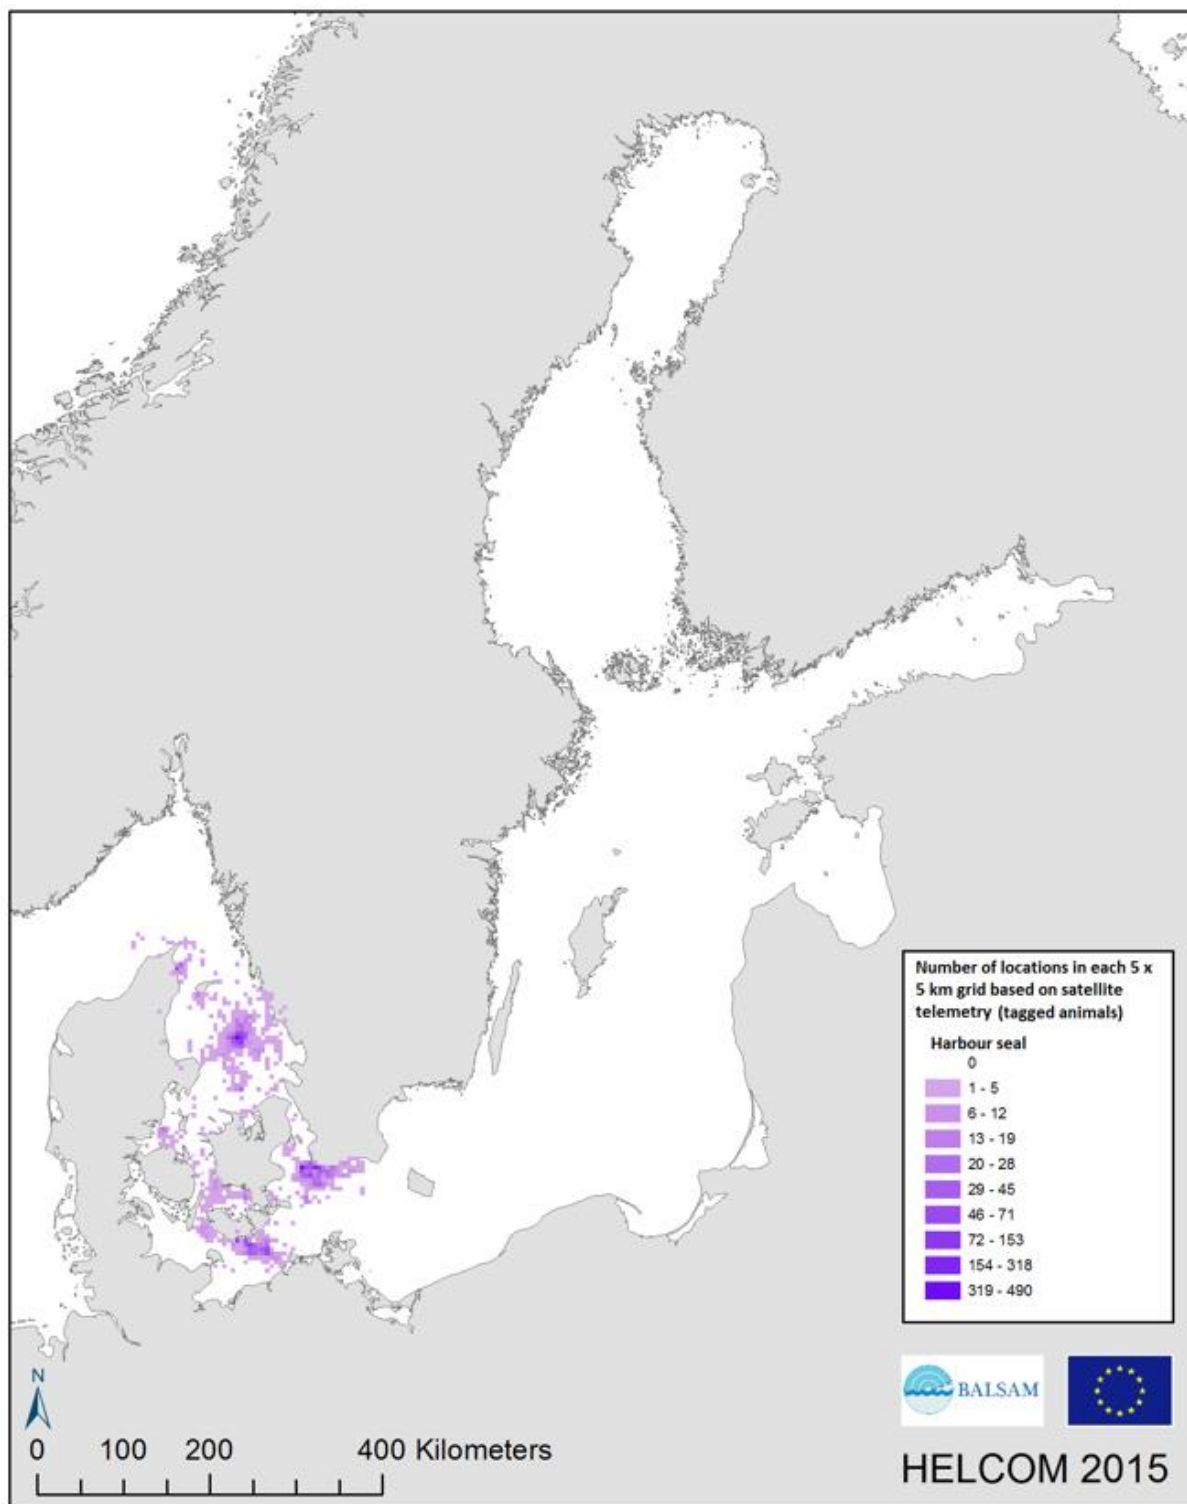 Number of locations in each 5 x
5 km grid based on satellite
telemetry (tagged animals)
Harbour seal
0
1 - 5
6 - 12
13 - 19
20 - 28
29 - 45
46 - 71
72 - 153
154 - 318
319 - 490
BALSAM
N
0 100 200 400 Kilometers
HELCOM 2015